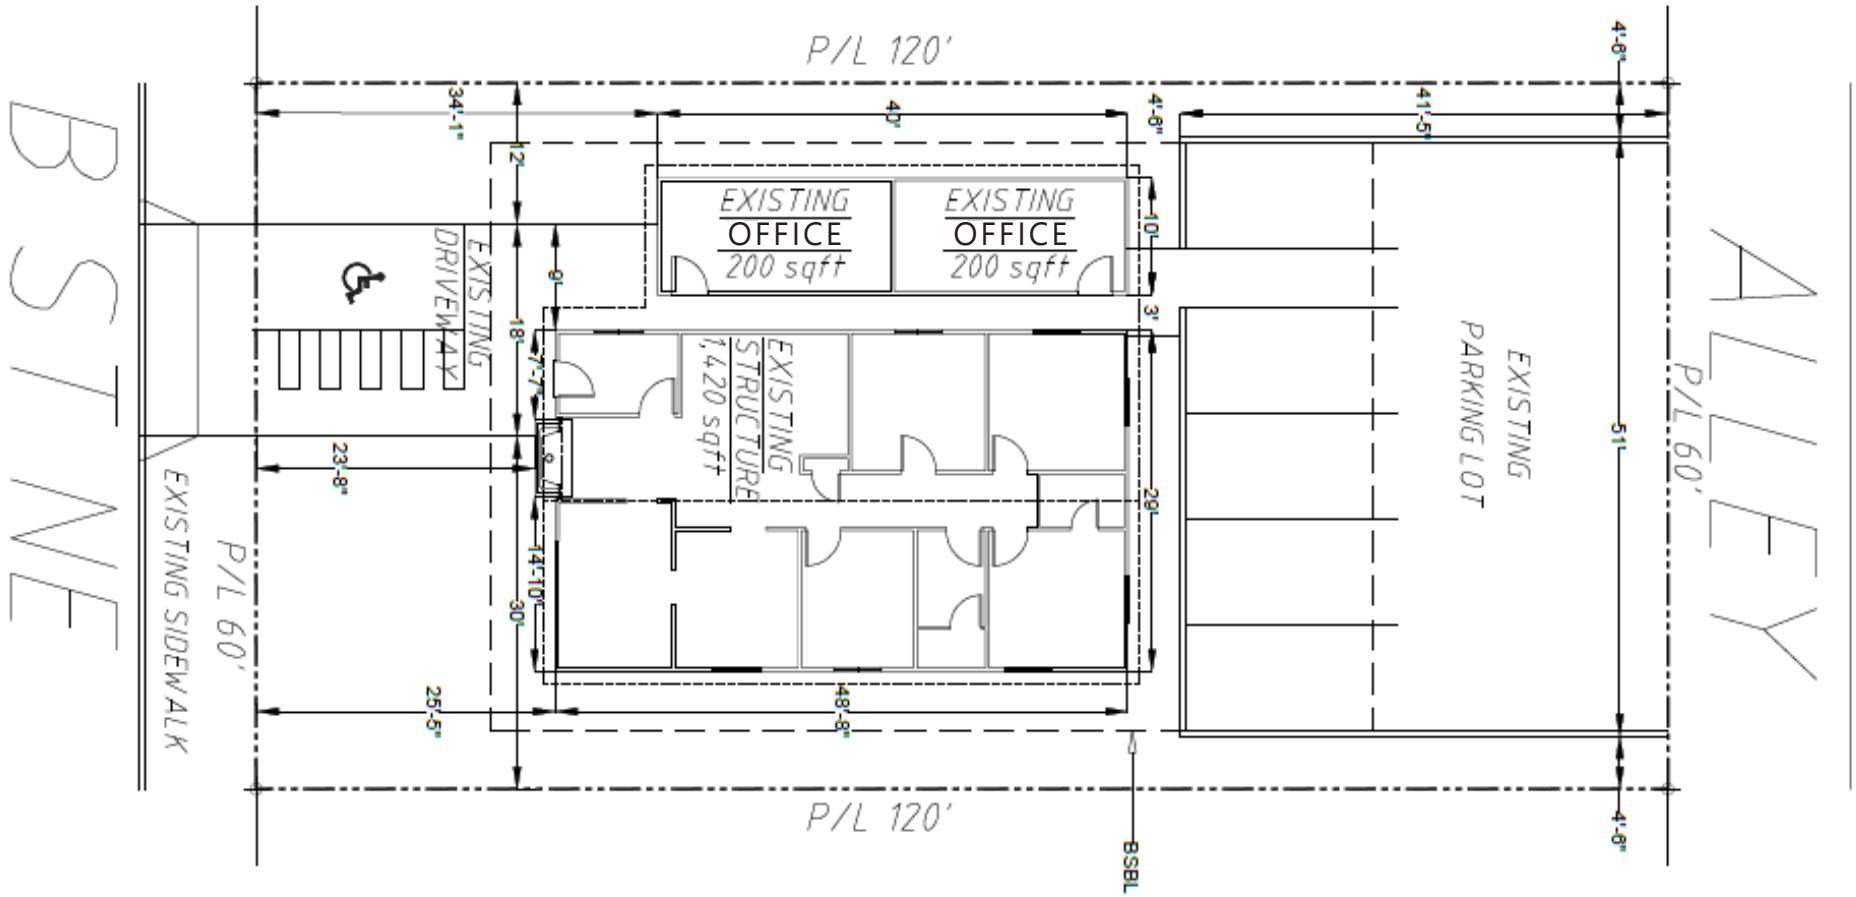 P/L 120'
4'-6"
34'-1"
40'
4'-6"
41'-5"
12'
B ST NE
ALLEY
EXISTING
OFFICE
200 sqft
EXISTING
OFFICE
200 sqft
10'
EXISTING
DRIVEWAY
9'
18'
3'
7'-7"
EXISTING
STRUCTURE
1,420 sqft
EXISTING
PARKING LOT
P/L 60'
51'
23'-8"
29'
EXISTING SIDEWALK
P/L 60'
14'-10"
30'
25'-5"
48'-8"
P/L 120'
4'-6"
BSBL